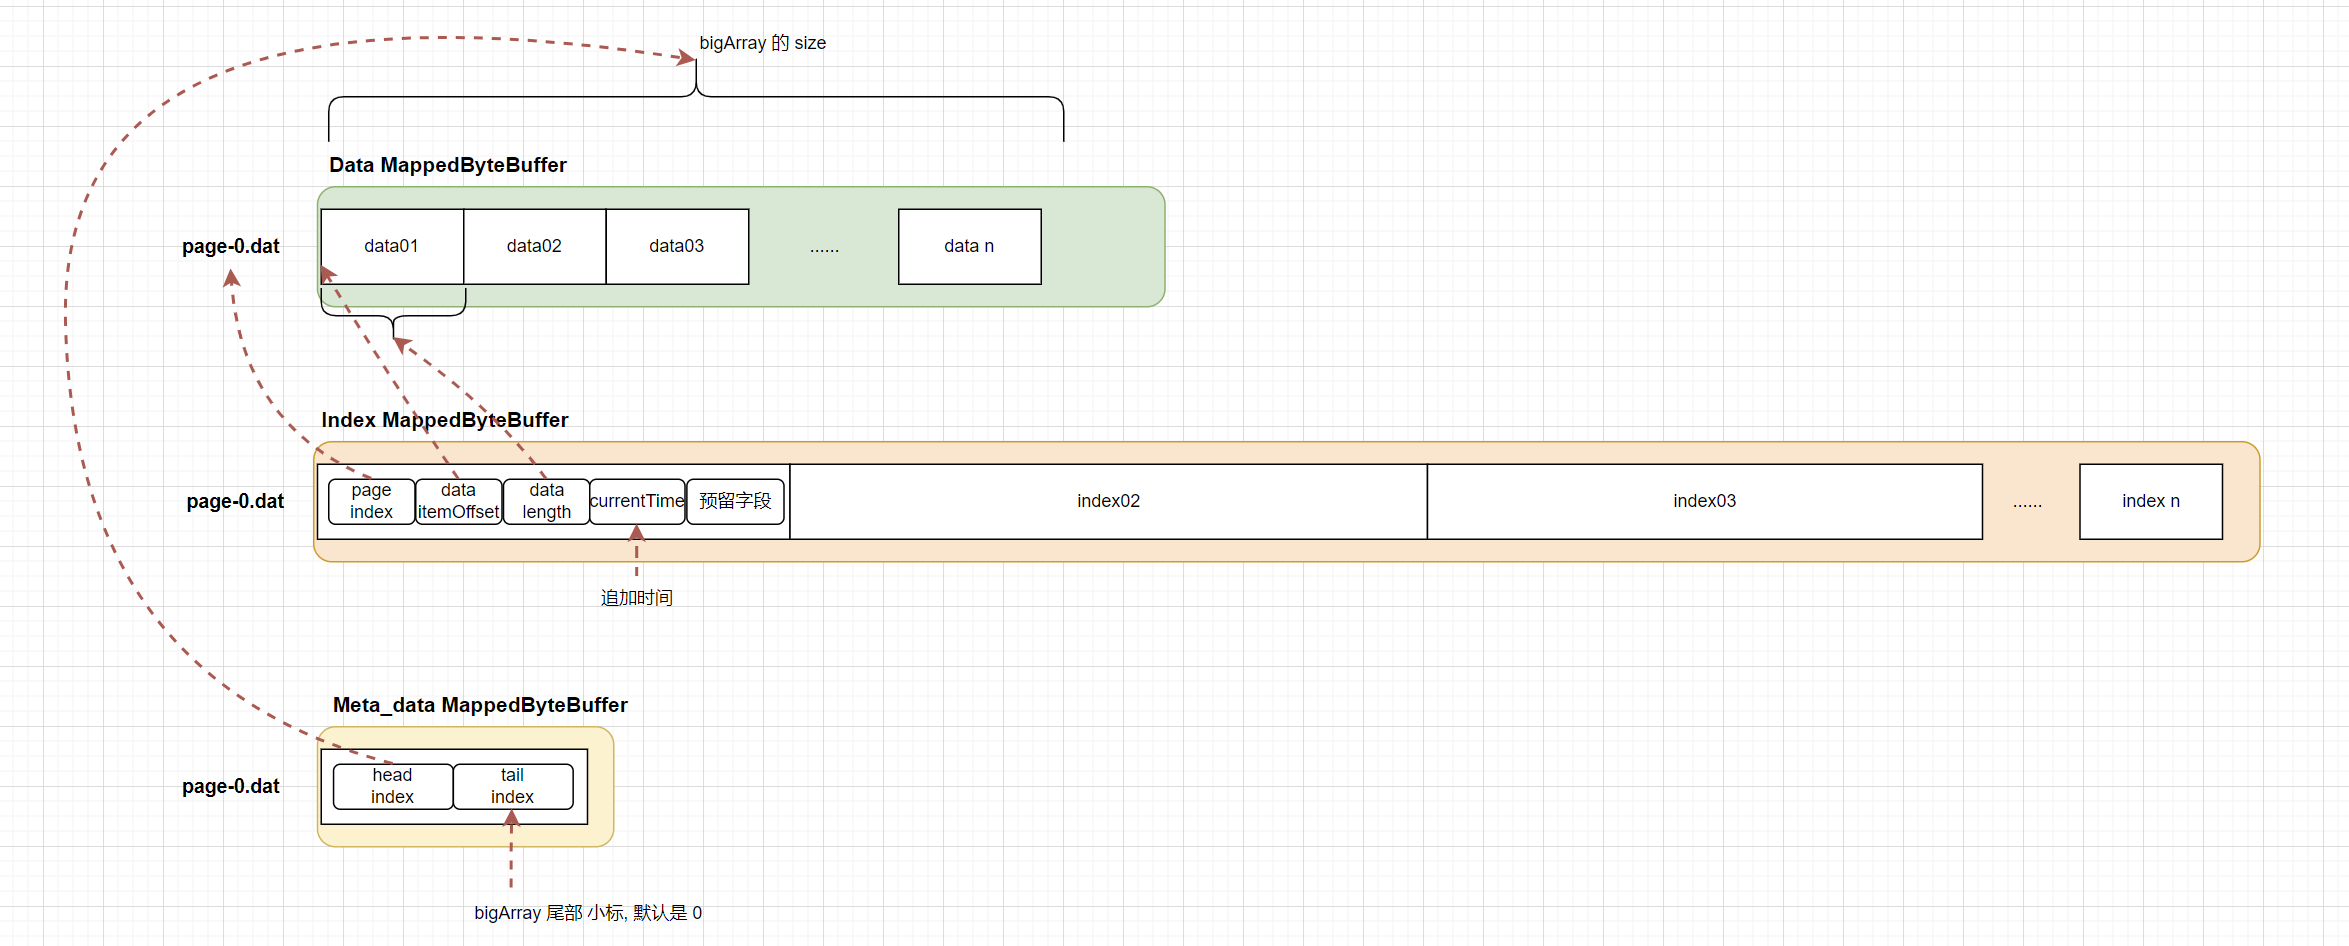 bigArray 的 size
Data MappedByteBuffer
page-0.dat
data01
data02
data03
......
data n
Index MappedByteBuffer
page-0.dat
page
index
data
itemOffset
data
length
currentTime
预留字段
index02
index03
......
index n
追加时间
Meta_data MappedByteBuffer
page-0.dat
head
index
tail
index
bigArray 尾部 小标, 默认是 0